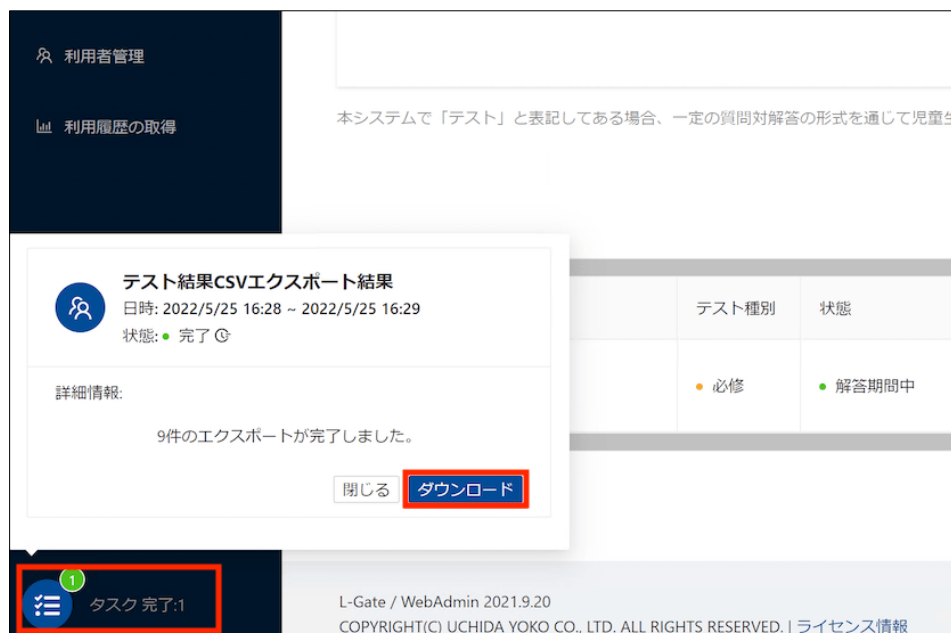 利用者管理
利用履歴の取得
本システムで「テスト」と表記してある場合、一定の質問対解答の形式を通じて児童生
テスト結果CSVエクスポート結果
日時: 2022/5/25 16:28 ~ 2022/5/25 16:29
状態: 完了
詳細情報:
9件のエクスポートが完了しました。
閉じる ダウンロード
テスト種別 状態
必修 解答期間中
1
タスク 完了:1
L-Gate / WebAdmin 2021.9.20
COPYRIGHT(C) UCHIDA YOKO CO., LTD. ALL RIGHTS RESERVED. | ライセンス情報